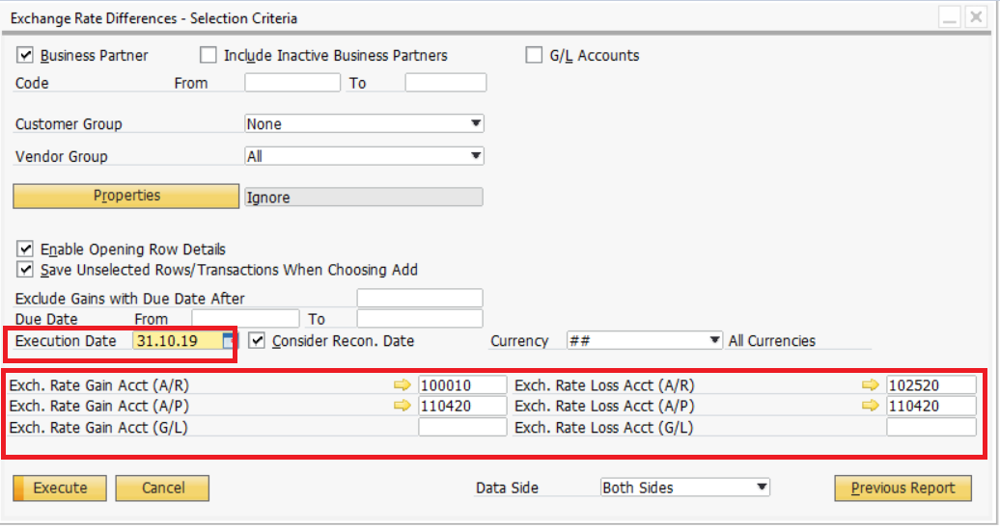 Exchange Rate Differences - Selection Criteria
Business Partner Include Inactive Business Partners G/L Accounts
Code From To
Customer Group None
Vendor Group All
Properties Ignore
Enable Opening Row Details
Save Unselected Rows/Transactions When Choosing Add
Exclude Gains with Due Date After
Due Date From To
Execution Date 31.10.19 Consider Recon. Date Currency ## All Currencies
Exch. Rate Gain Acct (A/R) 100010 Exch. Rate Loss Acct (A/R) 102520
Exch. Rate Gain Acct (A/P) 110420 Exch. Rate Loss Acct (A/P) 110420
Exch. Rate Gain Acct (G/L) Exch. Rate Loss Acct (G/L)
Execute Cancel Data Side Both Sides Previous Report